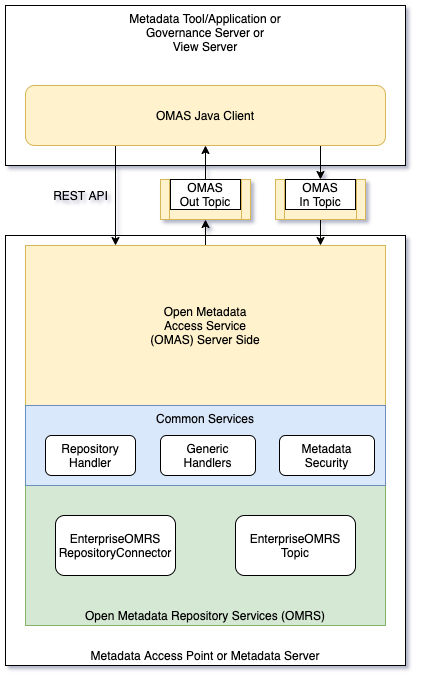 Metadata Tool/Application or
Governance Server or
View Server
OMAS Java Client
REST API
OMAS
Out Topic
OMAS
In Topic
Open Metadata
Access Service
(OMAS) Server Side
Common Services
Repository
Handler
Generic
Handlers
Metadata
Security
EnterpriseOMRS
RepositoryConnector
EnterpriseOMRS
Topic
Open Metadata Repository Services (OMRS)
Metadata Access Point or Metadata Server